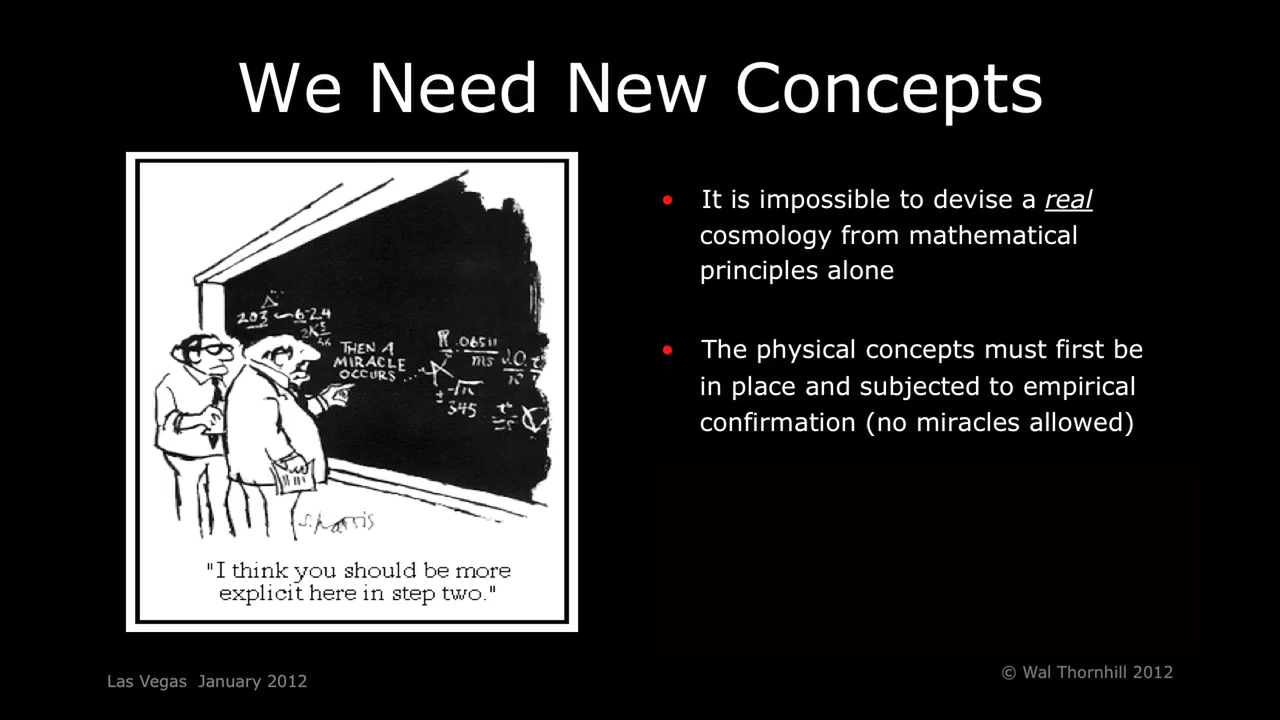 We Need New Concepts
THEN A
MIRACLE
OCCURS...
"I think you should be more
explicit here in step two."
• It is impossible to devise a real
cosmology from mathematical
principles alone
• The physical concepts must first be
in place and subjected to empirical
confirmation (no miracles allowed)
Las Vegas January 2012
© Wal Thornhill 2012